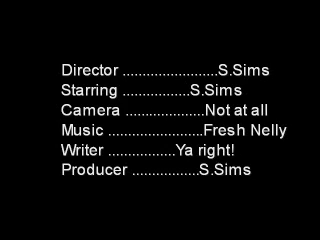 Director ........................S.Sims
Starring .................S.Sims
Camera ....................Not at all
Music ........................Fresh Nelly
Writer .................Ya right!
Producer .................S.Sims